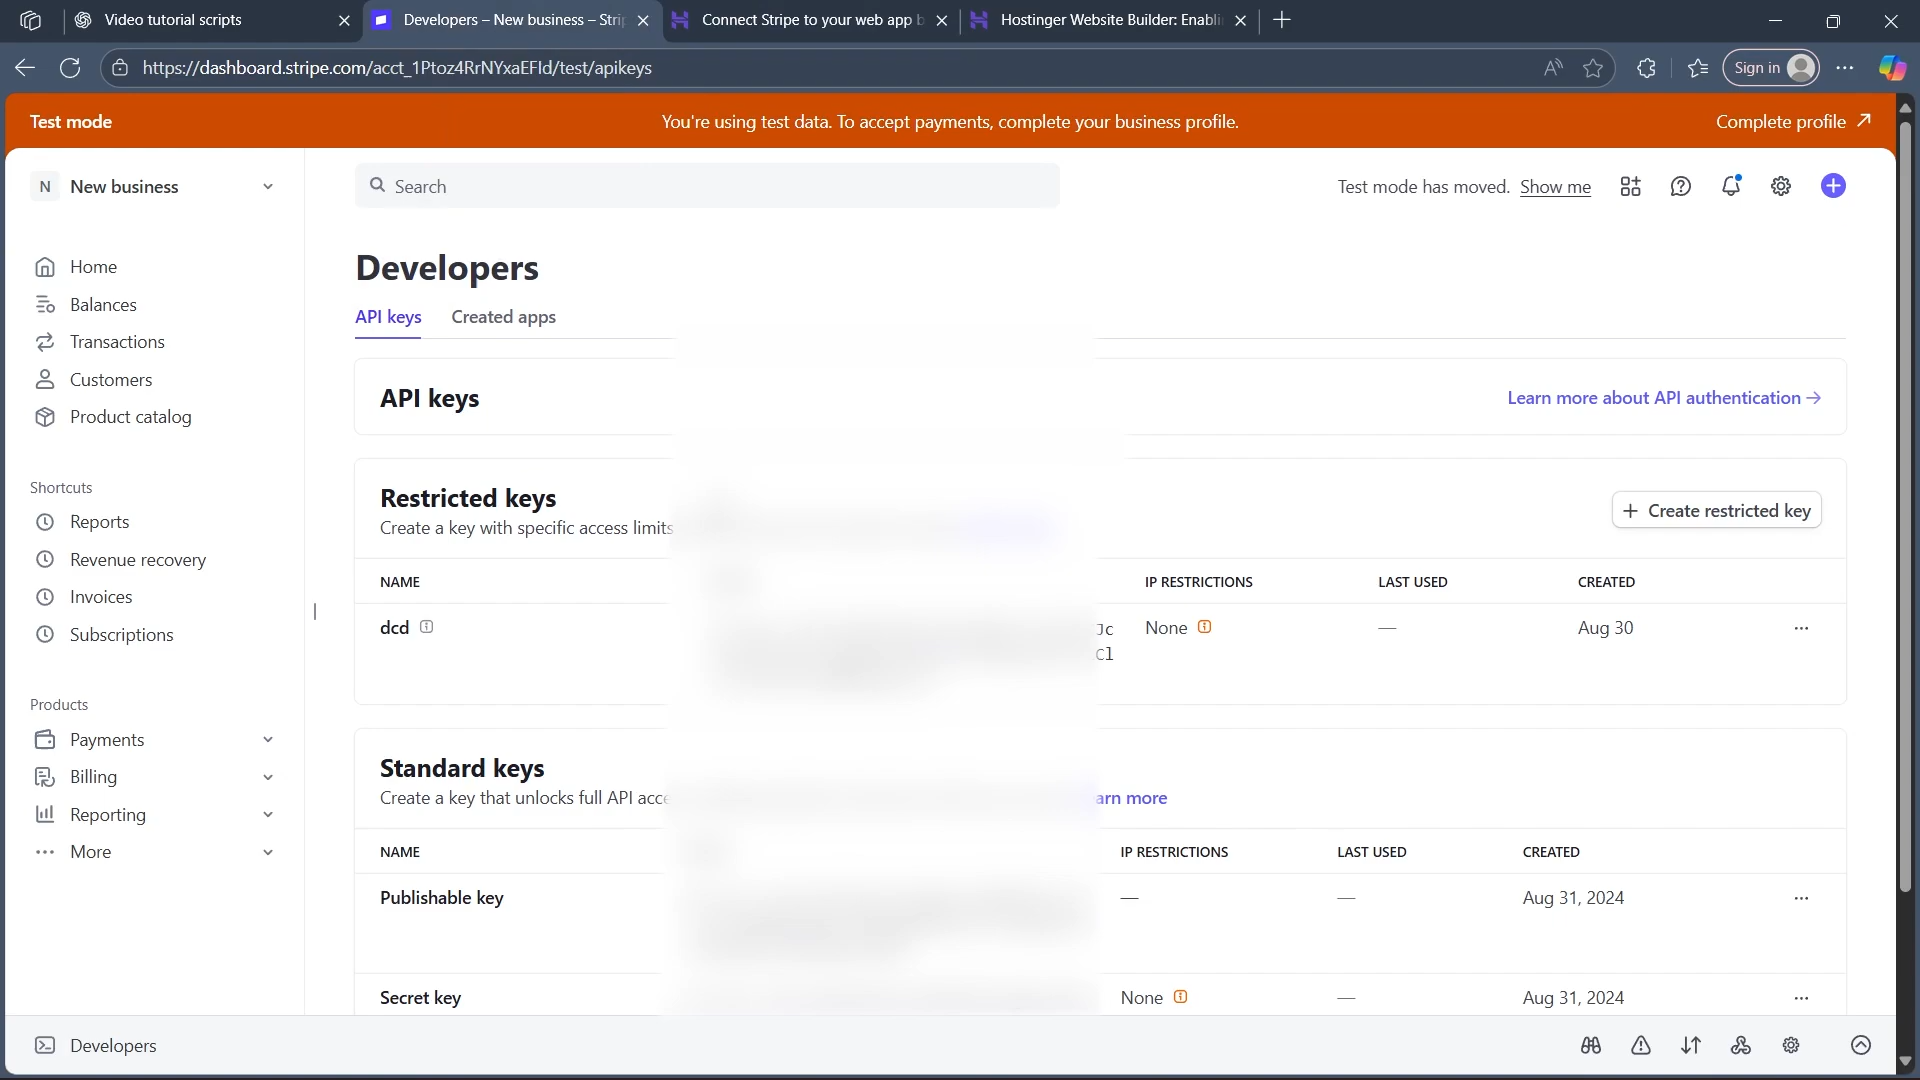 Video tutorial scripts
Developers – New business – Stri
Connect Stripe to your web app b
Hostinger Website Builder: Enabli
https://dashboard.stripe.com/acct_1Ptoz4RrNYxaEFId/test/apikeys
Sign in
Test mode
You're using test data. To accept payments, complete your business profile.
Complete profile
N New business
Search
Test mode has moved. Show me
Home
Balances
Transactions
Customers
Product catalog
Shortcuts
Reports
Revenue recovery
Invoices
Subscriptions
Products
Payments
Billing
Reporting
More
Developers
API keys Created apps
API keys
Learn more about API authentication →
Restricted keys
Create a key with specific access limits
+ Create restricted key
NAME IP RESTRICTIONS LAST USED CREATED
dcd Jc None — Aug 30
cl
Standard keys
Create a key that unlocks full API acce arn more
NAME IP RESTRICTIONS LAST USED CREATED
Publishable key — — Aug 31, 2024
Secret key None — Aug 31, 2024
Developers